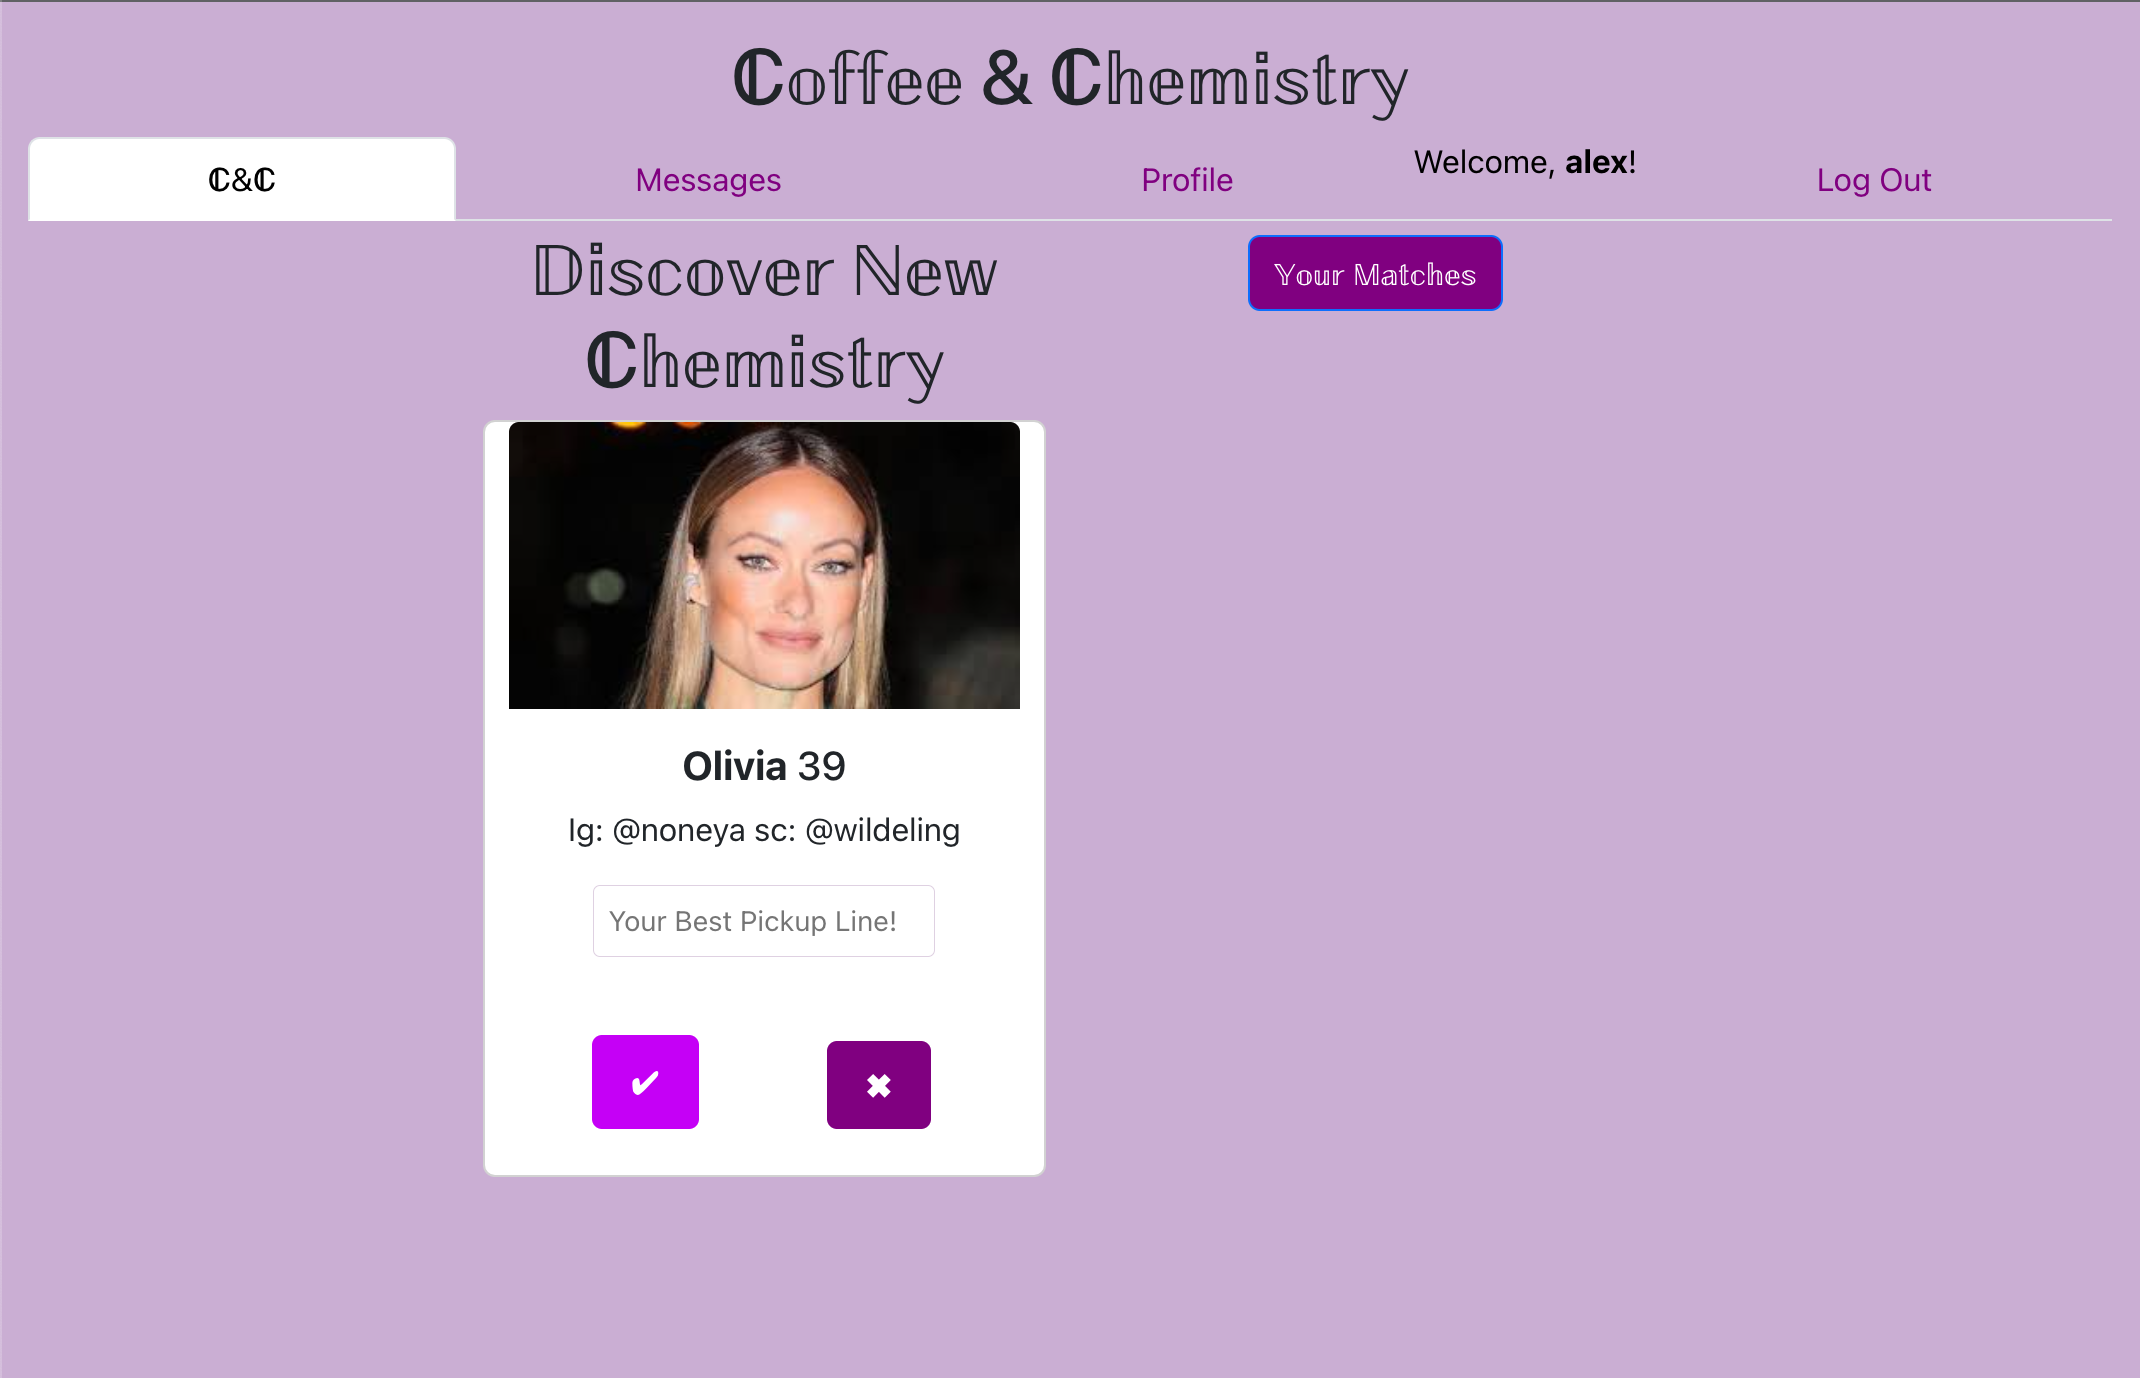 ℂoffee & ℂhemistry
ℂ&ℂ
Messages
Profile
Welcome, alex!
Log Out
Discover New
ℂhemistry
Your Matches
Olivia 39
Ig: @noneya sc: @wildeling
Your Best Pickup Line!
✔
✖